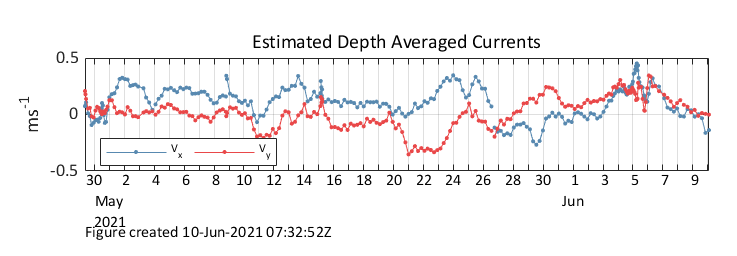 Estimated Depth Averaged Currents
ms⁻¹
0.5
0
-0.5
Vₓ Vᵧ
30 2 4 6 8 10 12 14 16 18 20 22 24 26 28 30 1 3 5 7 9
May Jun
2021
Figure created 10-Jun-2021 07:32:52Z